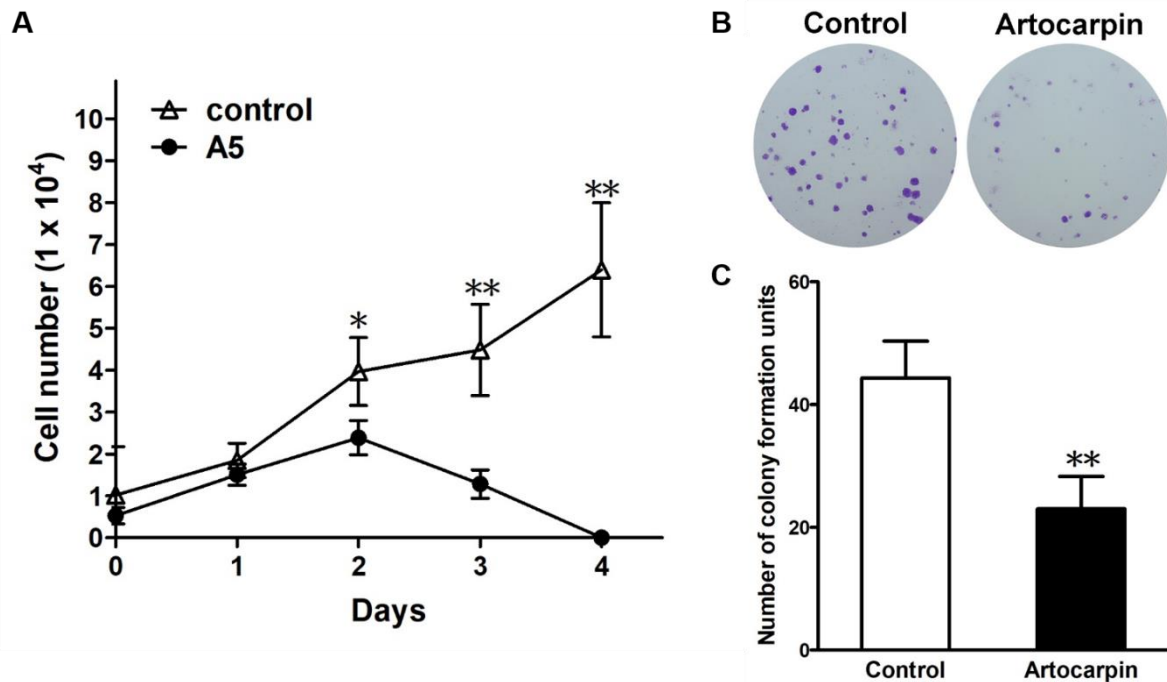 A
control
A5
Cell number (1 x 10⁴)
10
9
8
7
6
5
4
3
2
1
0
*
**
**
0 1 2 3 4
Days
B
Control Artocarpin
C
Number of colony formation units
60
40
20
0
**
Control Artocarpin